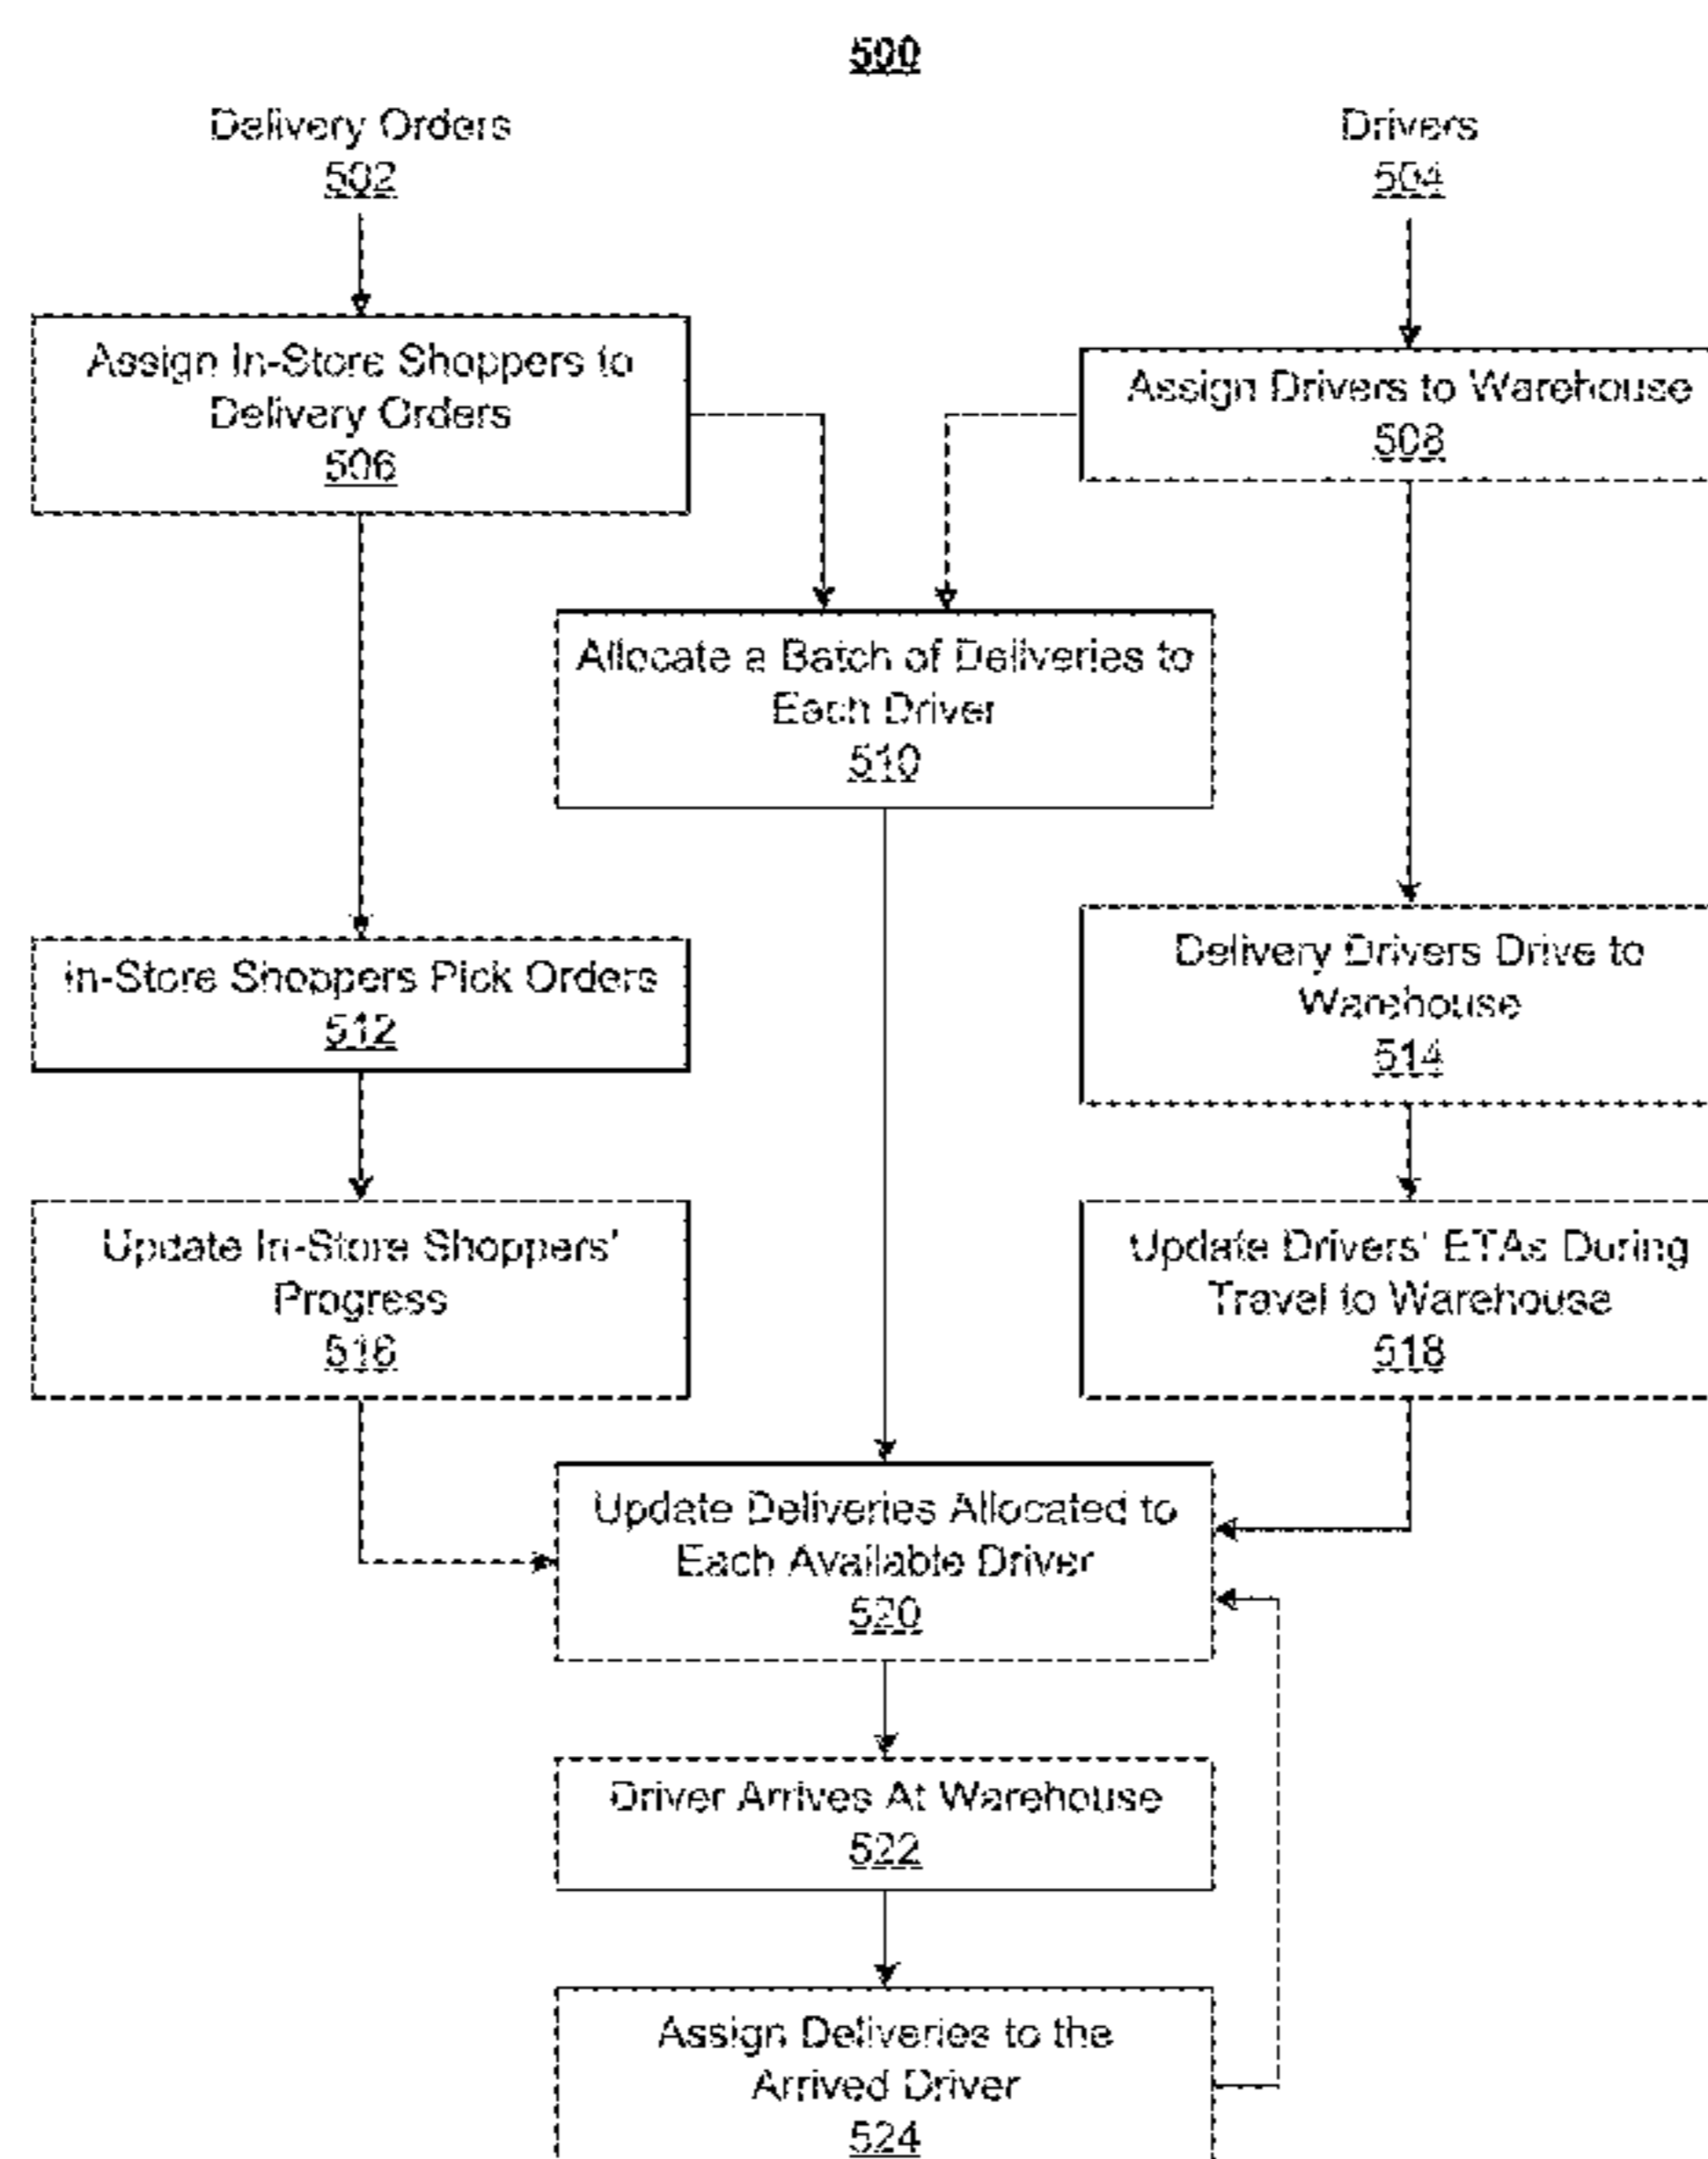 500
Delivery Orders
502
Drivers
504
Assign In-Store Shoppers to
Delivery Orders
506
Assign Drivers to Warehouse
508
Allocate a Batch of Deliveries to
Each Driver
510
In-Store Shoppers Pick Orders
512
Delivery Drivers Drive to
Warehouse
514
Update In-Store Shoppers'
Progress
516
Update Drivers' ETAs During
Travel to Warehouse
518
Update Deliveries Allocated to
Each Available Driver
520
Driver Arrives At Warehouse
522
Assign Deliveries to the
Arrived Driver
524